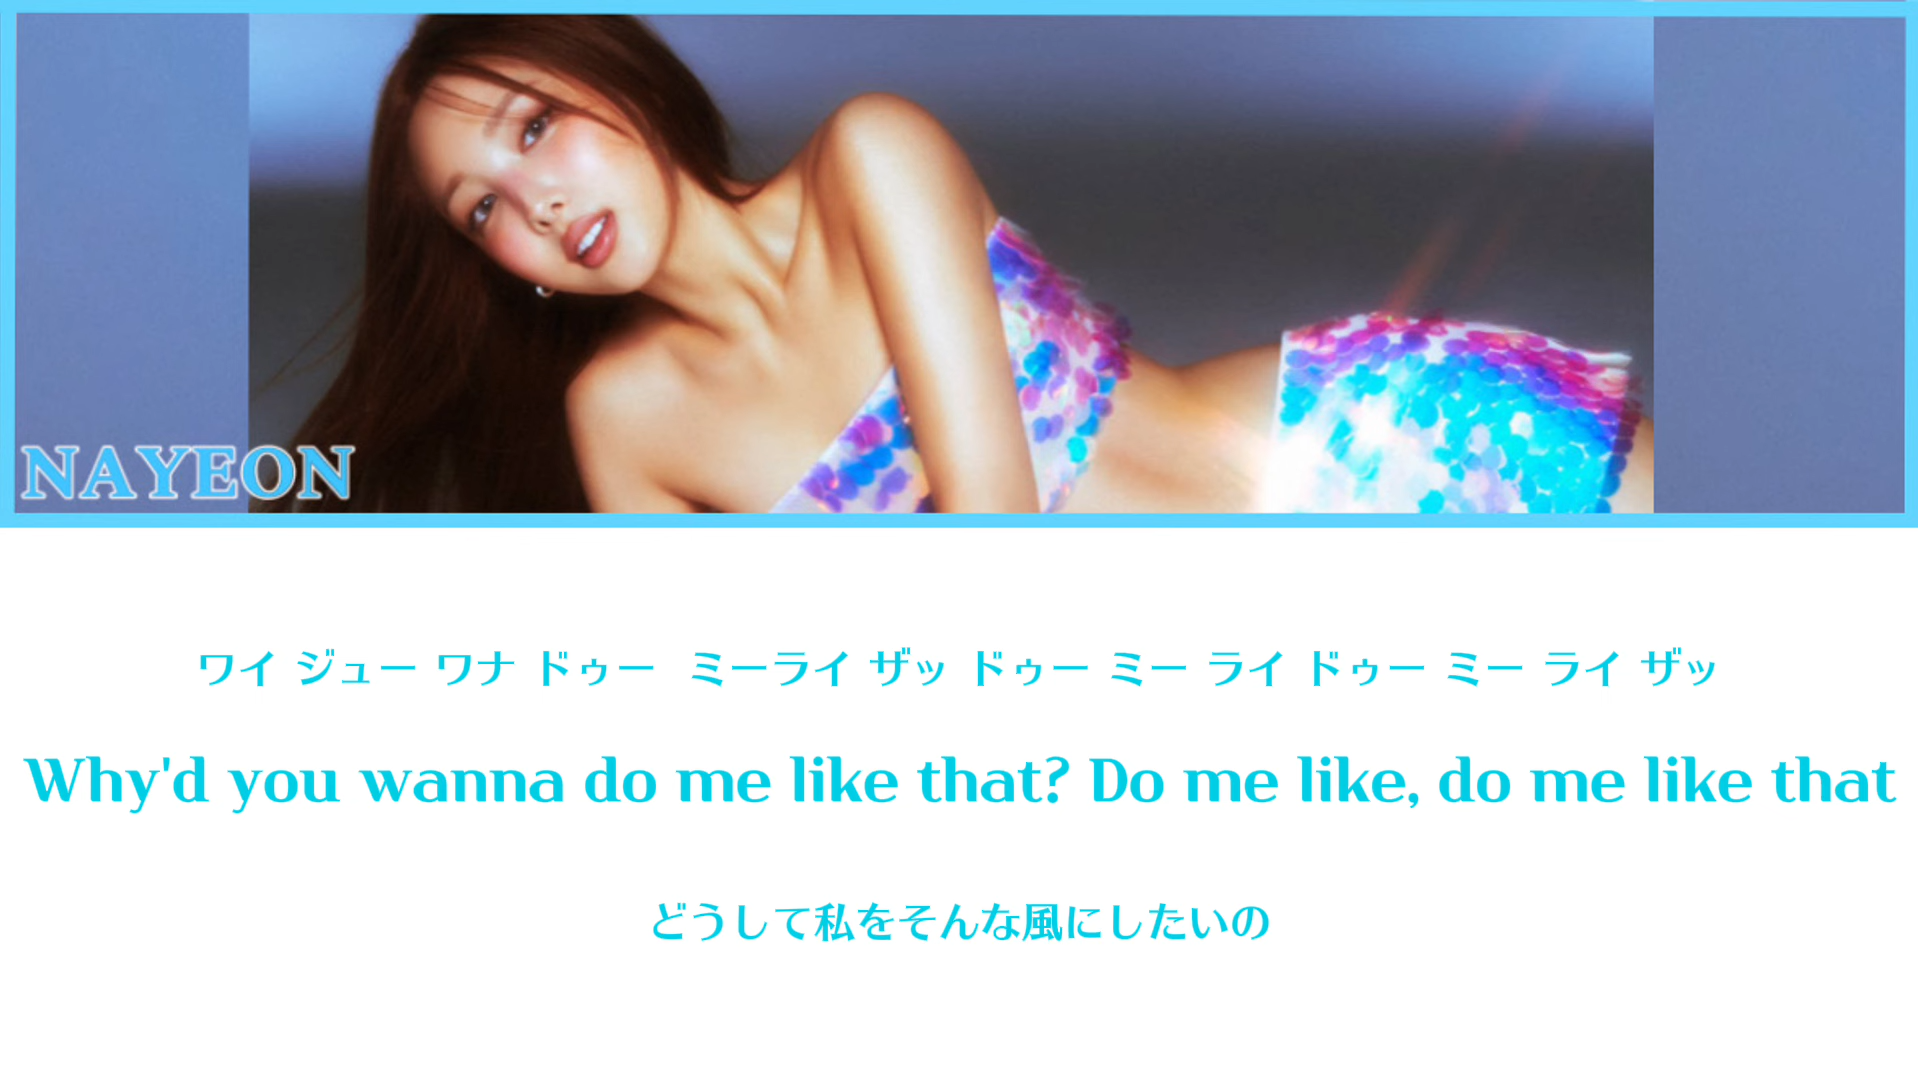 NAYEON
ワイ ジュー ワナ ドゥー ミーライ ザッ ドゥー ミー ライ ドゥー ミー ライ ザッ
Why'd you wanna do me like that? Do me like, do me like that
どうして私をそんな風にしたいの